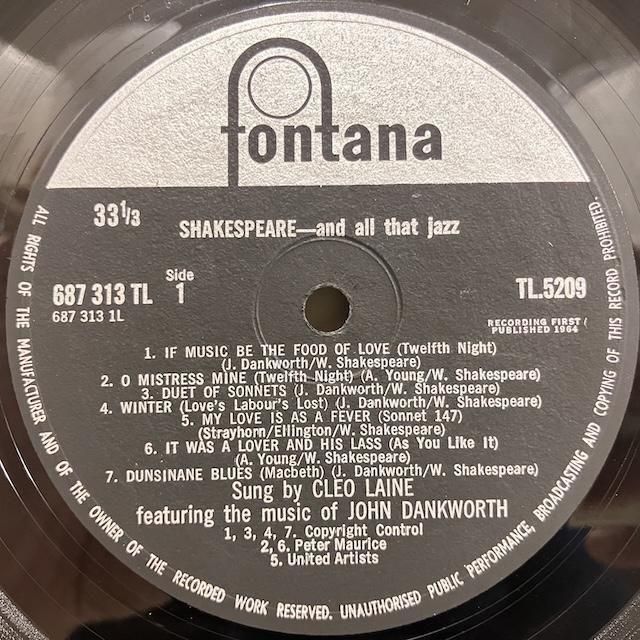 fontana
33 1/3
SHAKESPEARE—and all that jazz
Side
687 313 TL 1 TL.5209
687 313 1L
RECORDING FIRST
PUBLISHED 1964
1. IF MUSIC BE THE FOOD OF LOVE (Twelfth Night)
(J. Dankworth/W. Shakespeare)
2. O MISTRESS MINE (Twelfth Night) (A. Young/W. Shakespeare)
3. DUET OF SONNETS (J. Dankworth/W. Shakespeare)
4. WINTER (Love's Labour's Lost) (J. Dankworth/W. Shakespeare)
5. MY LOVE IS AS A FEVER (Sonnet 147)
(Strayhorn/Ellington/W. Shakespeare)
6. IT WAS A LOVER AND HIS LASS (As You Like It)
(A. Young/W. Shakespeare)
7. DUNSINANE BLUES (Macbeth) (J. Dankworth/W. Shakespeare)
Sung by CLEO LAINE
featuring the music of JOHN DANKWORTH
1, 3, 4, 7. Copyright Control
2, 6. Peter Maurice
5. United Artists
ALL RIGHTS OF THE MANUFACTURER AND OF THE OWNER OF THE RECORDED WORK RESERVED. UNAUTHORISED PUBLIC PERFORMANCE, BROADCASTING AND COPYING OF THIS RECORD PROHIBITED.